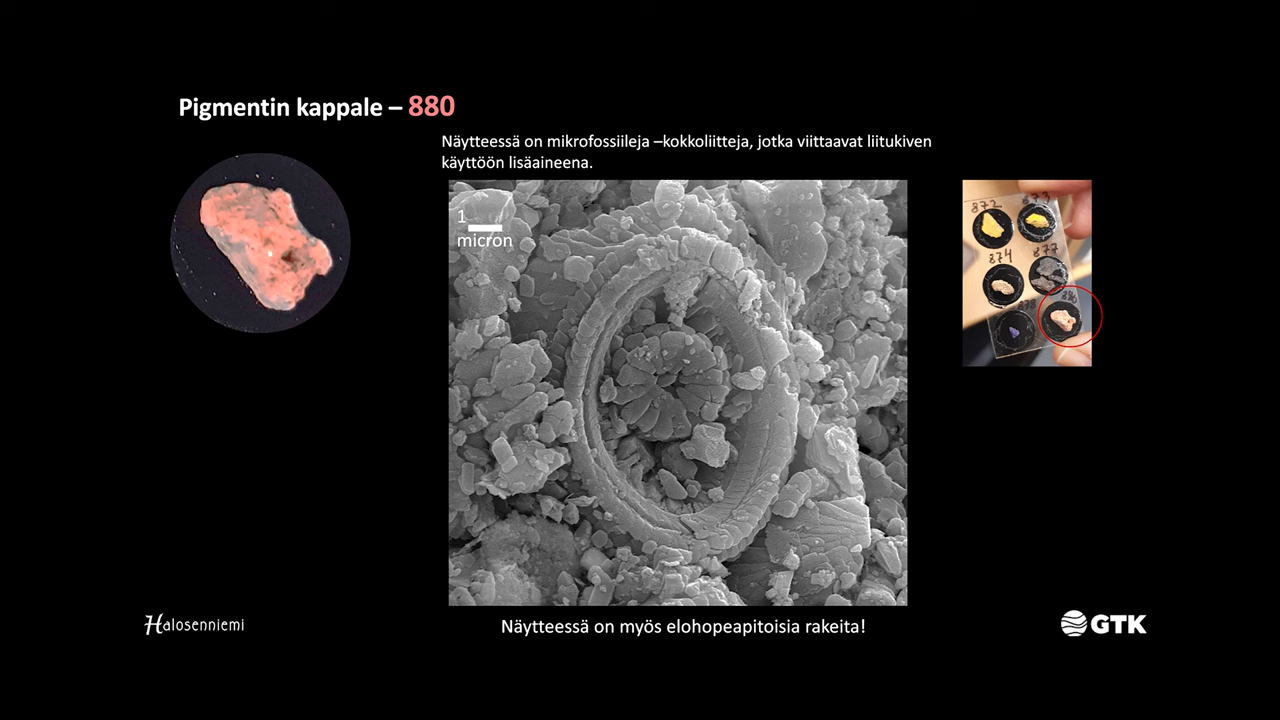 Pigmentin kappale – 880
Näytteessä on mikrofossiileja –kokkoliitteja, jotka viittaavat liitukiven
käyttöön lisäaineena.
1
micron
872
873
874
877
Halosenniemi
Näytteessä on myös elohopeapitoisia rakeita!
GTK